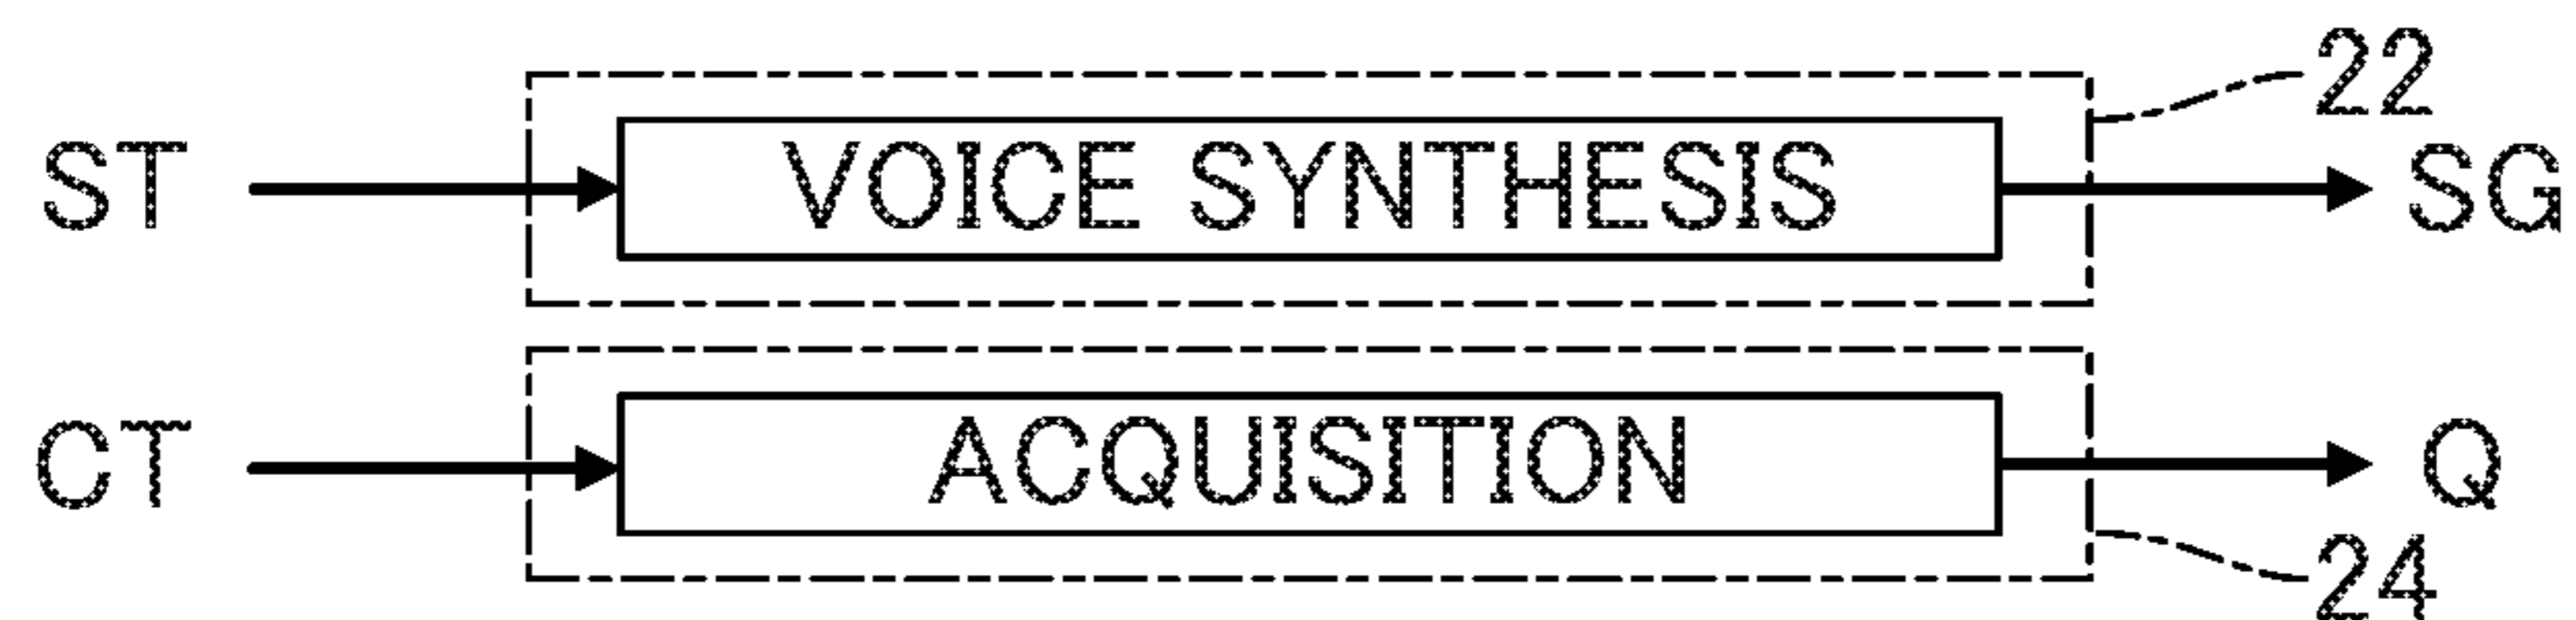 22
ST VOICE SYNTHESIS SG
CT ACQUISITION Q
24